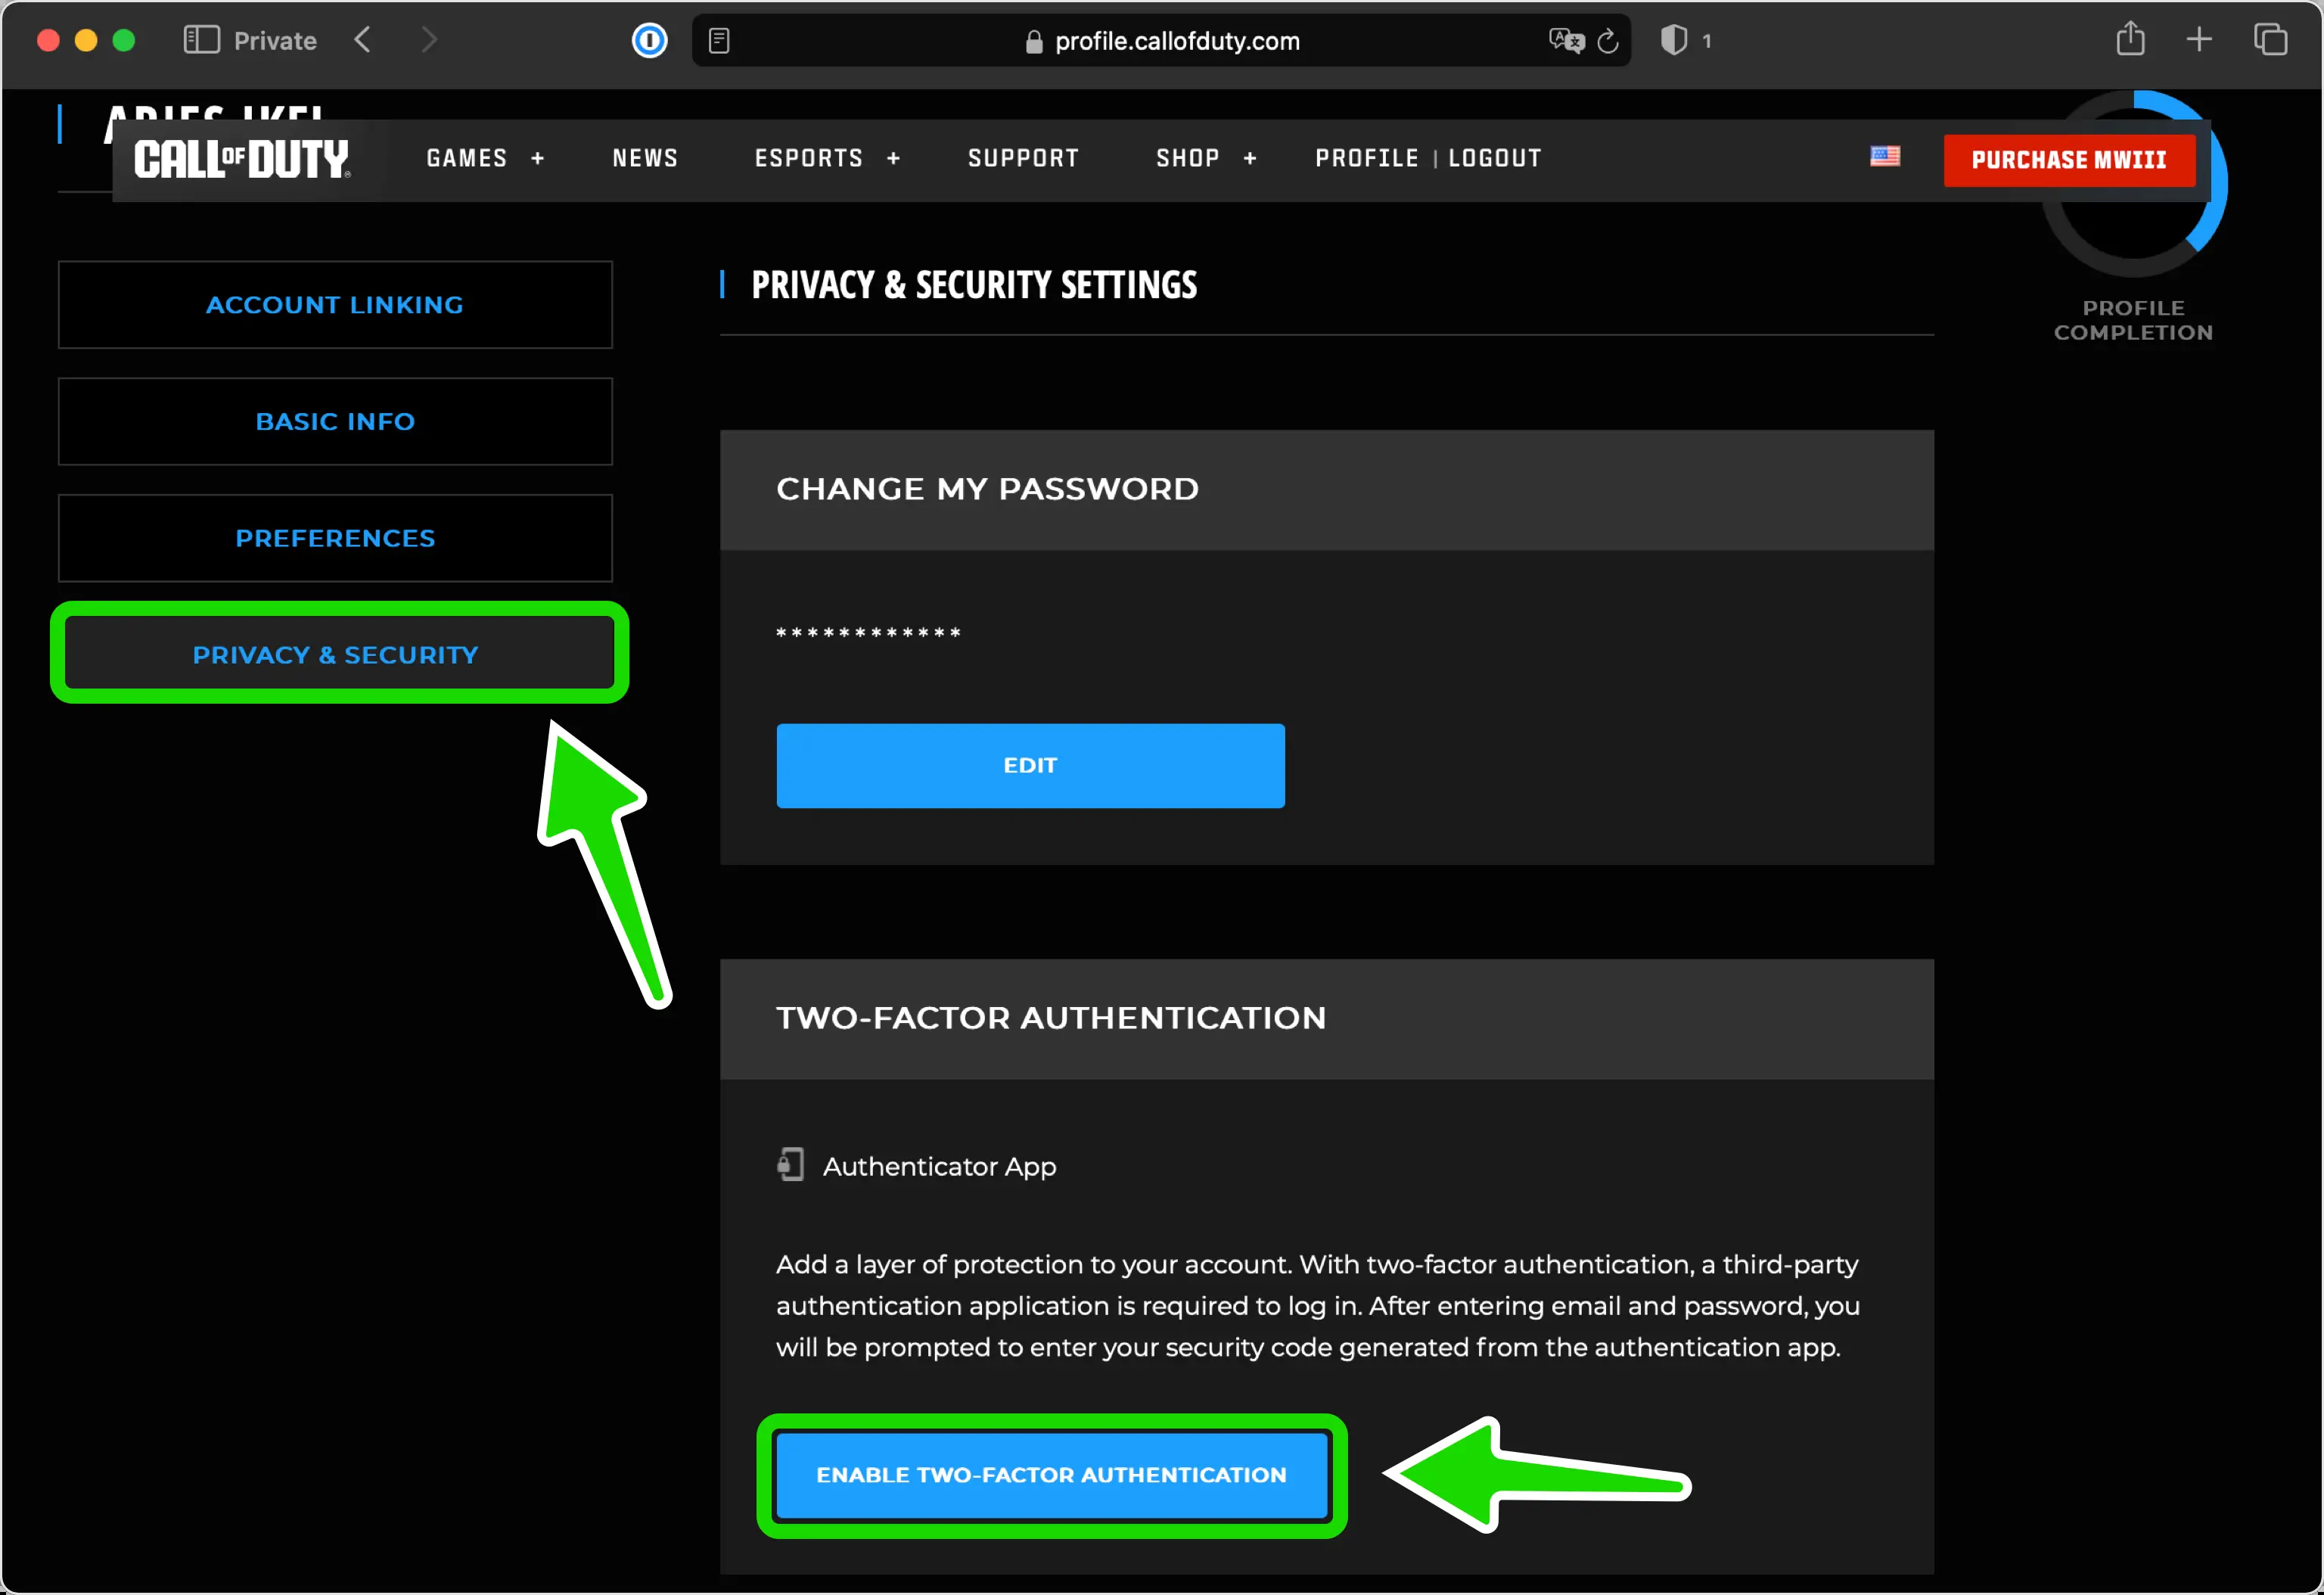 Private
profile.callofduty.com
1
CALL OF DUTY
GAMES +
NEWS
ESPORTS +
SUPPORT
SHOP +
PROFILE | LOGOUT
PURCHASE MWIII
ACCOUNT LINKING
BASIC INFO
PREFERENCES
PRIVACY & SECURITY
PRIVACY & SECURITY SETTINGS
PROFILE
COMPLETION
CHANGE MY PASSWORD
************
EDIT
TWO-FACTOR AUTHENTICATION
Authenticator App
Add a layer of protection to your account. With two-factor authentication, a third-party
authentication application is required to log in. After entering email and password, you
will be prompted to enter your security code generated from the authentication app.
ENABLE TWO-FACTOR AUTHENTICATION